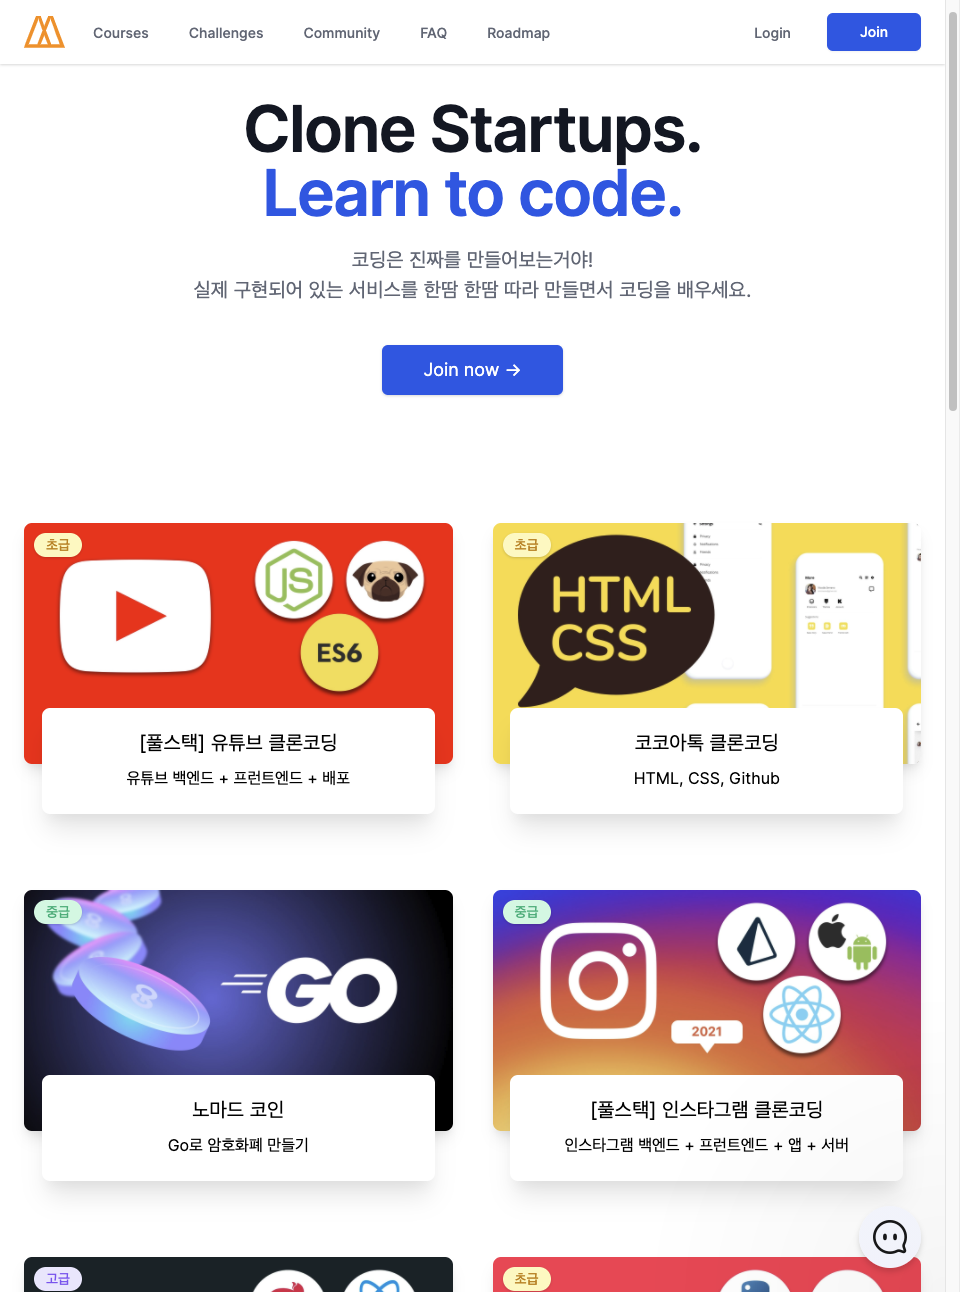 Courses
Challenges
Community
FAQ
Roadmap
Login
Join
Clone Startups.
Learn to code.
코딩은 진짜를 만들어보는거야!
실제 구현되어 있는 서비스를 한땀 한땀 따라 만들면서 코딩을 배우세요.
Join now →
초급
JS
ES6
[풀스택] 유튜브 클론코딩
유튜브 백엔드 + 프런트엔드 + 배포
초급
HTML
CSS
코코아톡 클론코딩
HTML, CSS, Github
중급
GO
노마드 코인
Go로 암호화폐 만들기
중급
2021
[풀스택] 인스타그램 클론코딩
인스타그램 백엔드 + 프런트엔드 + 앱 + 서버
고급
초급